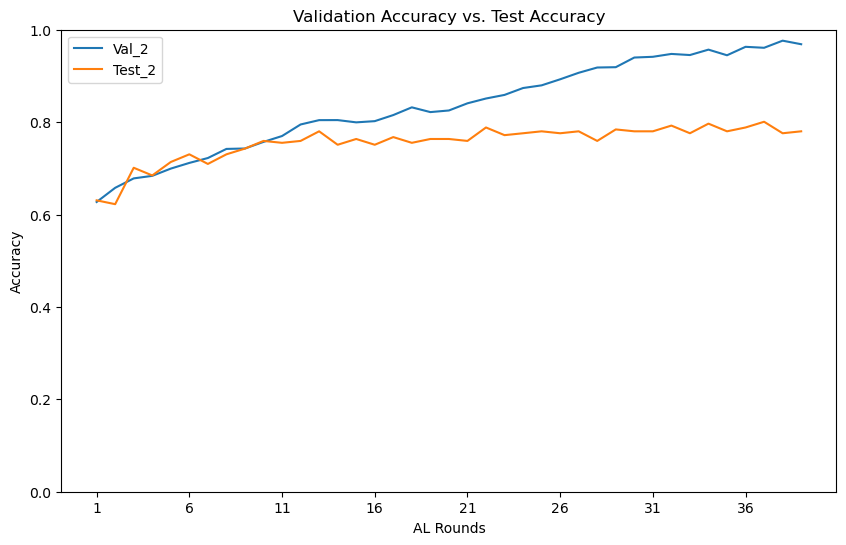 Validation Accuracy vs. Test Accuracy
Val_2
Test_2
Accuracy
1.0
0.8
0.6
0.4
0.2
0.0
1 6 11 16 21 26 31 36
AL Rounds